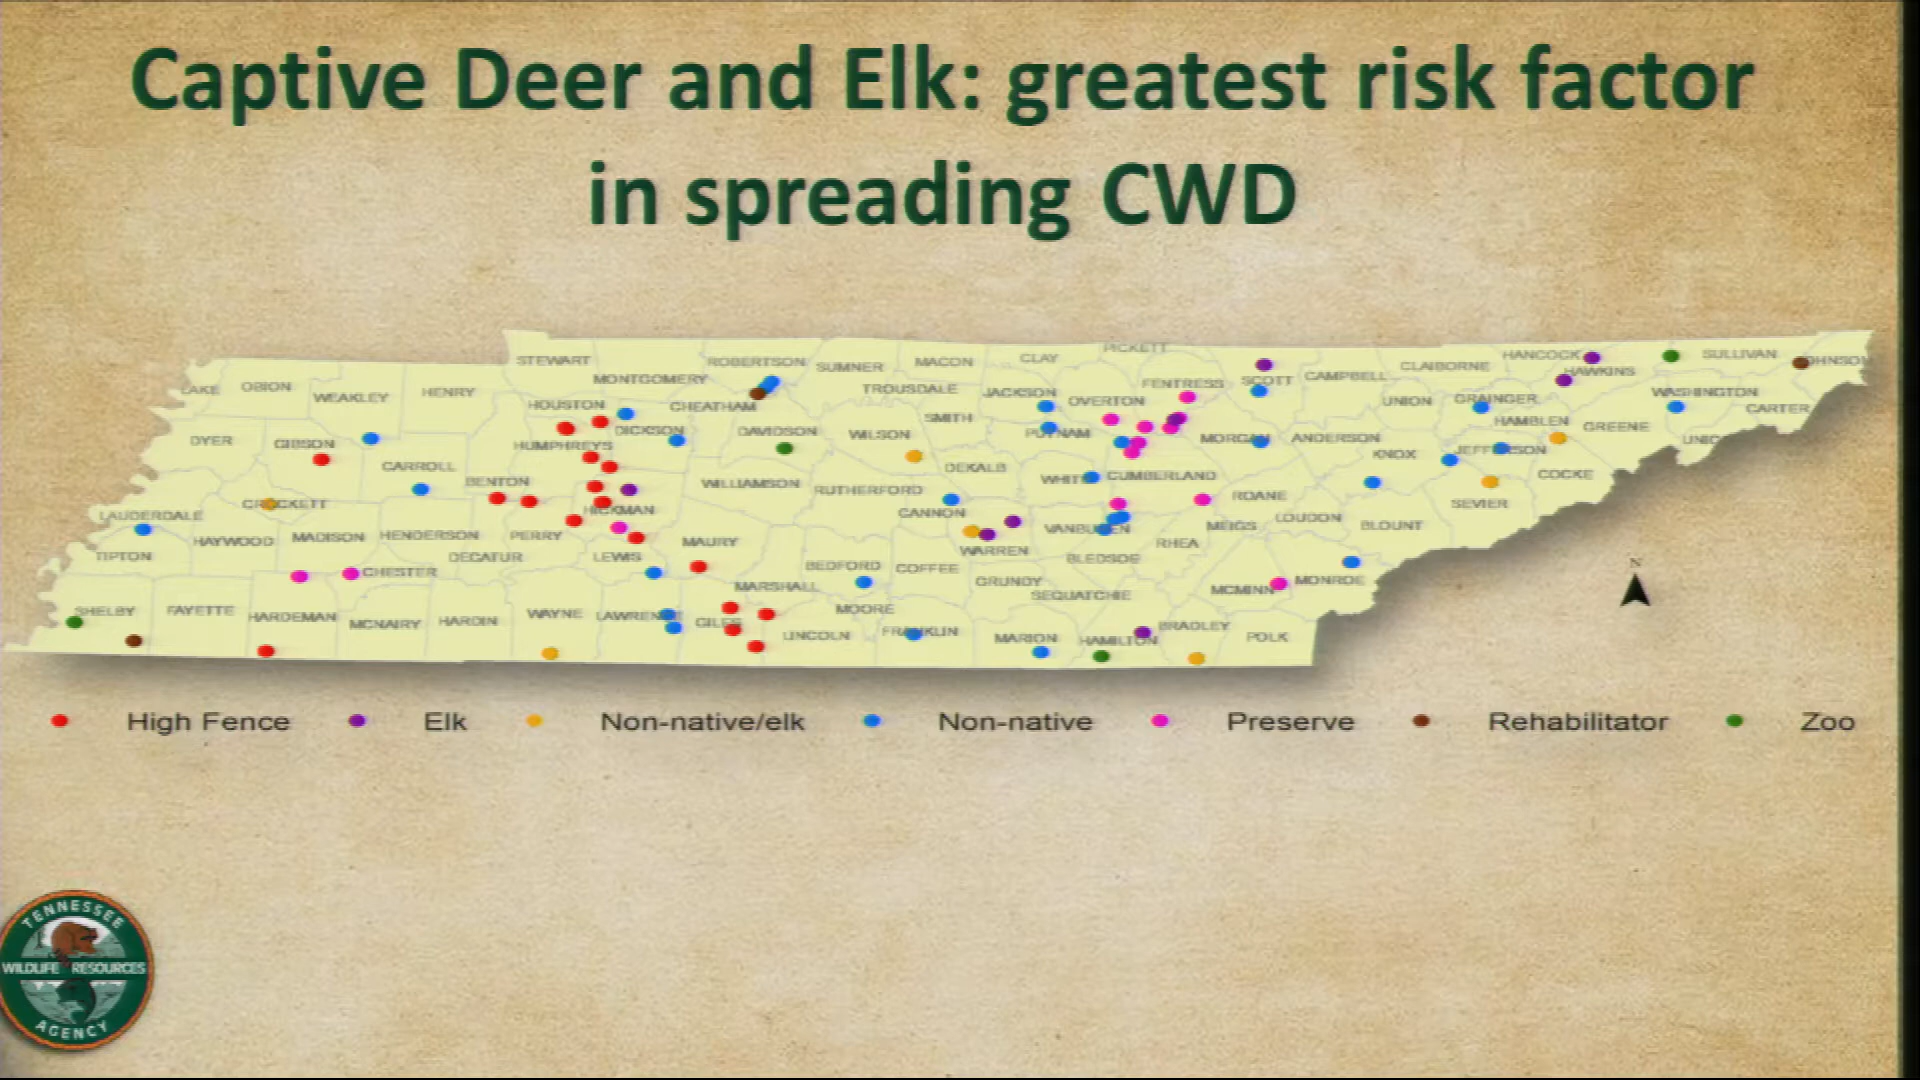 Captive Deer and Elk: greatest risk factor
in spreading CWD
PICKETT
STEWART ROBERTSON SUMNER MACON CLAY CLAIBORNE HANCOCK SULLIVAN
LAKE OBION WEAKLEY HENRY MONTGOMERY TROUSDALE JACKSON FENTRESS SCOTT CAMPBELL HAWKINS WASHINGTON
HOUSTON CHEATHAM SMITH OVERTON UNION GRAINGER HAMBLEN CARTER
DYER GIBSON HUMPHREYS DICKSON DAVIDSON WILSON PUTNAM MORGAN ANDERSON GREENE
CARROLL BENTON WILLIAMSON RUTHERFORD DEKALB WHITE CUMBERLAND ROANE KNOX JEFFERSON COCKE
LAUDERDALE CROCKETT HICKMAN CANNON VANBUREN MEIGS LOUDON BLOUNT SEVIER
TIPTON HAYWOOD MADISON HENDERSON PERRY MAURY WARREN RHEA
DECATUR LEWIS BEDFORD COFFEE BLEDSOE
CHESTER MARSHALL GRUNDY SEQUATCHIE MCMINN MONROE
SHELBY FAYETTE HARDEMAN MCNAIRY HARDIN WAYNE LAWRENCE GILES LINCOLN MOORE FRANKLIN MARION HAMILTON BRADLEY POLK
N
High Fence Elk Non-native/elk Non-native Preserve Rehabilitator Zoo
TENNESSEE
WILDLIFE RESOURCES
AGENCY